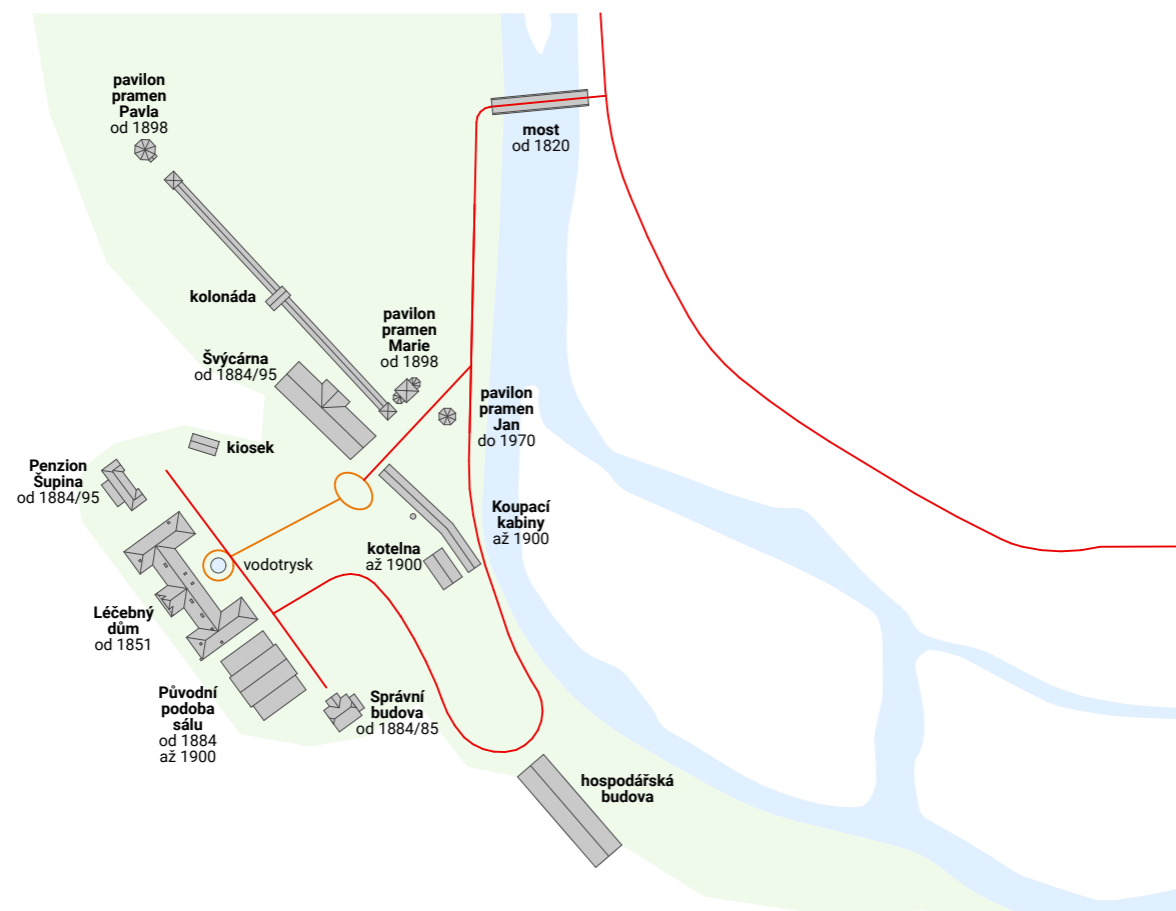 pavilon
pramen
Pavla
od 1898
most
od 1820
kolonáda
pavilon
pramen
Marie
od 1898
Švýcárna
od 1884/95
pavilon
pramen
Jan
do 1970
kiosek
Penzion
Šupina
od 1884/95
Koupací
kabiny
až 1900
kotelna
až 1900
vodotrysk
Léčebný
dům
od 1851
Původní
podoba
sálu
od 1884
až 1900
Správní
budova
od 1884/85
hospodářská
budova